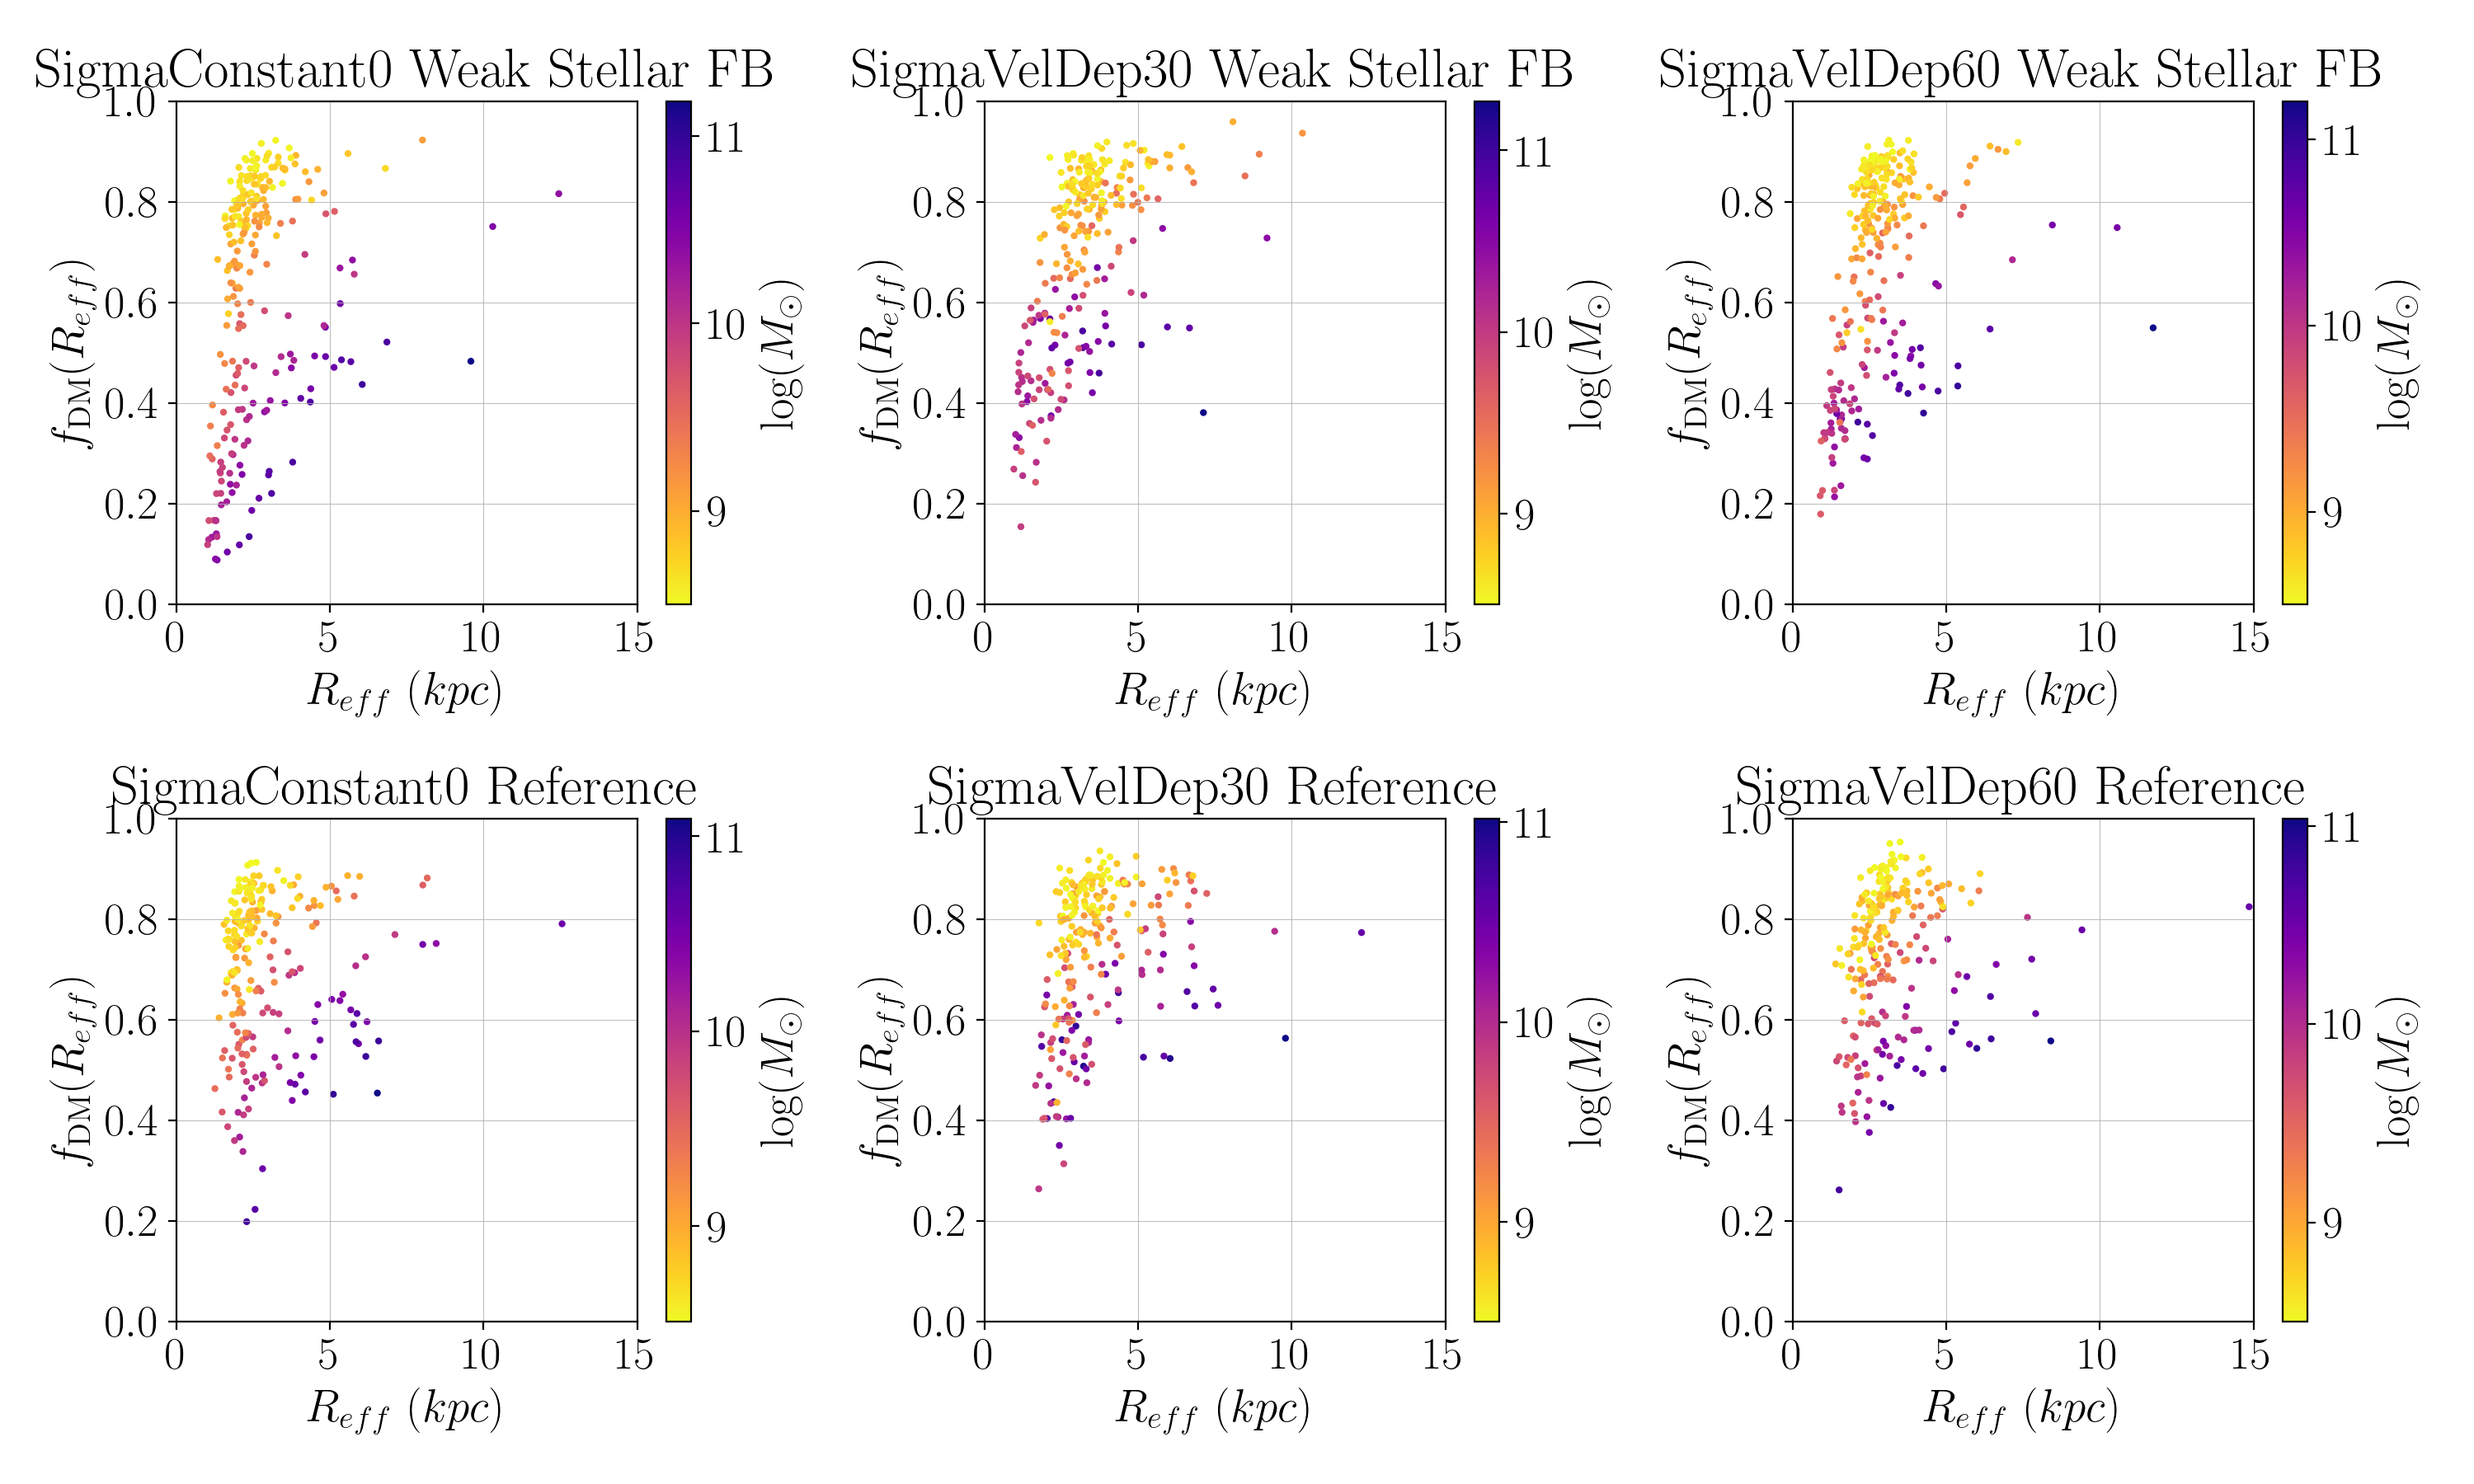 SigmaConstant0 Weak Stellar FB
1.0
0.8
0.6
0.4
0.2
0.0
0 5 10 15
f_DM(R_eff)
R_eff (kpc)
11
10
9
log(M_⊙)
SigmaVelDep30 Weak Stellar FB
1.0
0.8
0.6
0.4
0.2
0.0
0 5 10 15
f_DM(R_eff)
R_eff (kpc)
11
10
9
log(M_⊙)
SigmaVelDep60 Weak Stellar FB
1.0
0.8
0.6
0.4
0.2
0.0
0 5 10 15
f_DM(R_eff)
R_eff (kpc)
11
10
9
log(M_⊙)
SigmaConstant0 Reference
1.0
0.8
0.6
0.4
0.2
0.0
0 5 10 15
f_DM(R_eff)
R_eff (kpc)
11
10
9
log(M_⊙)
SigmaVelDep30 Reference
1.0
0.8
0.6
0.4
0.2
0.0
0 5 10 15
f_DM(R_eff)
R_eff (kpc)
11
10
9
log(M_⊙)
SigmaVelDep60 Reference
1.0
0.8
0.6
0.4
0.2
0.0
0 5 10 15
f_DM(R_eff)
R_eff (kpc)
11
10
9
log(M_⊙)